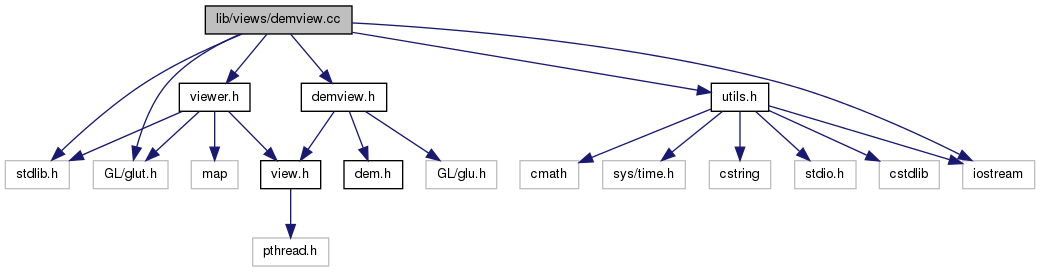 lib/views/demview.cc
viewer.h
demview.h
utils.h
stdlib.h
GL/glut.h
map
view.h
dem.h
GL/glu.h
cmath
sys/time.h
cstring
stdio.h
cstdlib
iostream
pthread.h